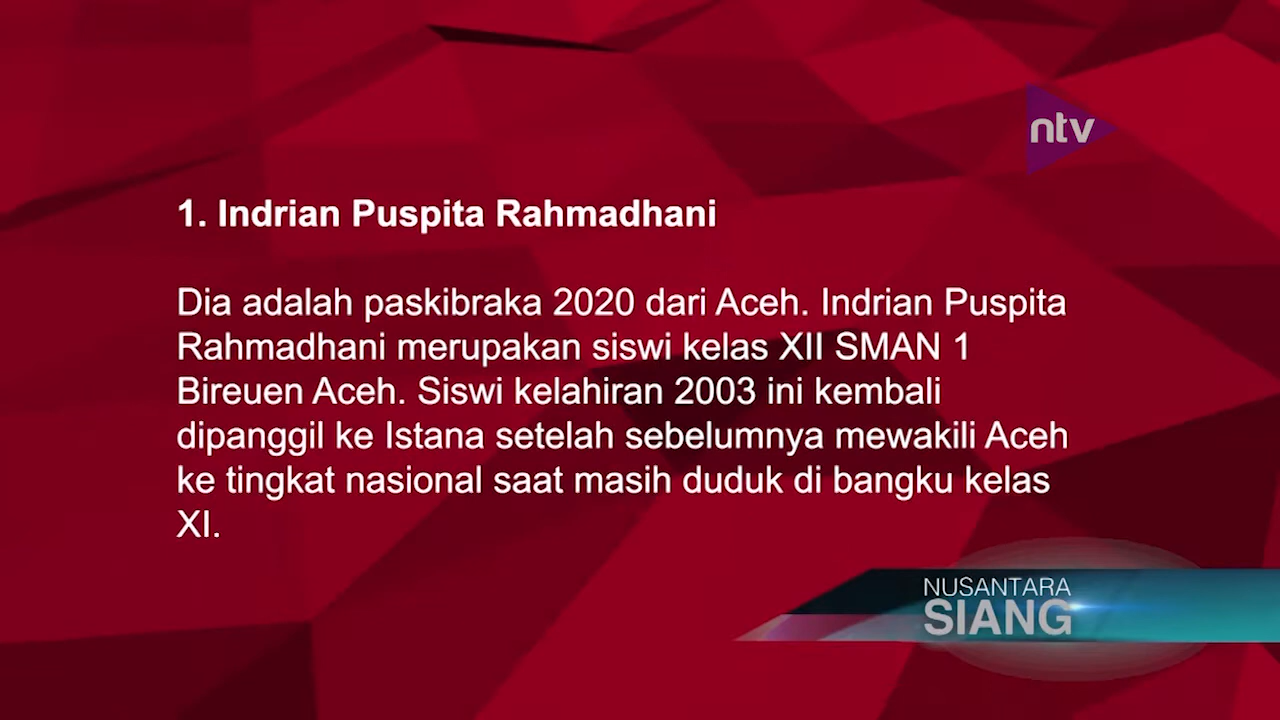 ntv
1. Indrian Puspita Rahmadhani
Dia adalah paskibraka 2020 dari Aceh. Indrian Puspita
Rahmadhani merupakan siswi kelas XII SMAN 1
Bireuen Aceh. Siswi kelahiran 2003 ini kembali
dipanggil ke Istana setelah sebelumnya mewakili Aceh
ke tingkat nasional saat masih duduk di bangku kelas
XI.
NUSANTARA
SIANG